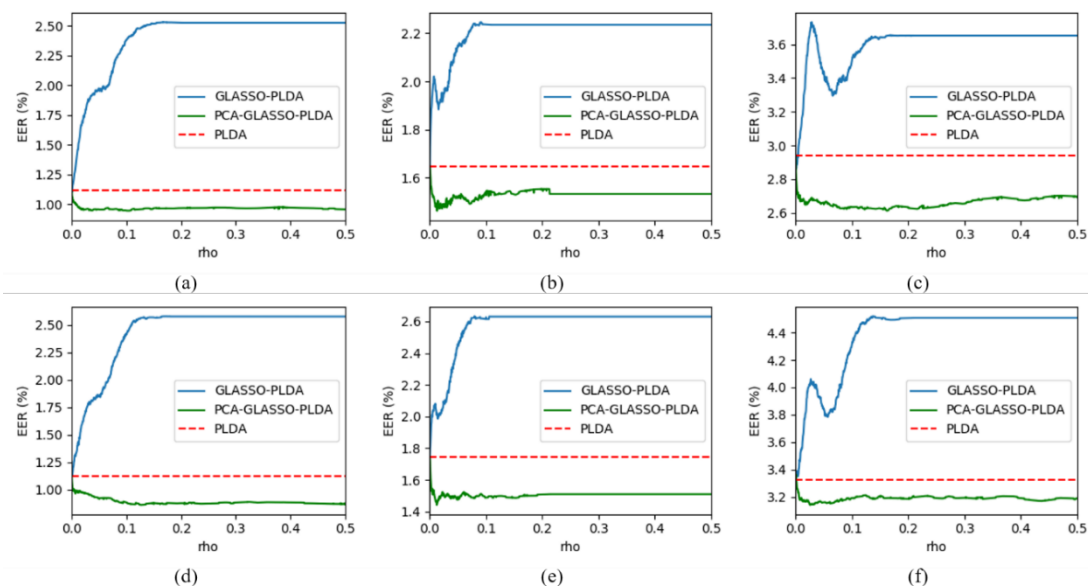 2.50
2.25
2.00
1.75
1.50
1.25
1.00
EER (%)
GLASSO-PLDA
PCA-GLASSO-PLDA
PLDA
0.0 0.1 0.2 0.3 0.4 0.5
rho
(a)
2.2
2.0
1.8
1.6
EER (%)
GLASSO-PLDA
PCA-GLASSO-PLDA
PLDA
0.0 0.1 0.2 0.3 0.4 0.5
rho
(b)
3.6
3.4
3.2
3.0
2.8
2.6
EER (%)
GLASSO-PLDA
PCA-GLASSO-PLDA
PLDA
0.0 0.1 0.2 0.3 0.4 0.5
rho
(c)
2.50
2.25
2.00
1.75
1.50
1.25
1.00
EER (%)
GLASSO-PLDA
PCA-GLASSO-PLDA
PLDA
0.0 0.1 0.2 0.3 0.4 0.5
rho
(d)
2.6
2.4
2.2
2.0
1.8
1.6
1.4
EER (%)
GLASSO-PLDA
PCA-GLASSO-PLDA
PLDA
0.0 0.1 0.2 0.3 0.4 0.5
rho
(e)
4.4
4.2
4.0
3.8
3.6
3.4
3.2
EER (%)
GLASSO-PLDA
PCA-GLASSO-PLDA
PLDA
0.0 0.1 0.2 0.3 0.4 0.5
rho
(f)